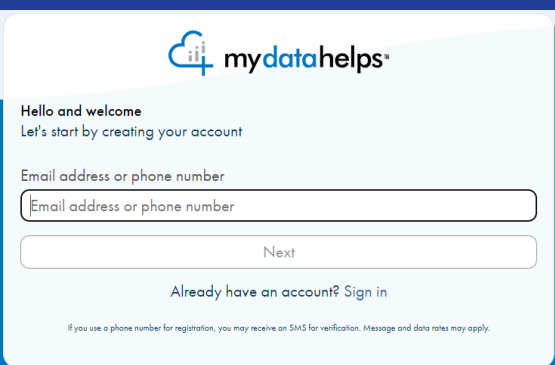 mydatahelps™
Hello and welcome
Let's start by creating your account
Email address or phone number
Email address or phone number
Next
Already have an account? Sign in
If you use a phone number for registration, you may receive an SMS for verification. Message and data rates may apply.